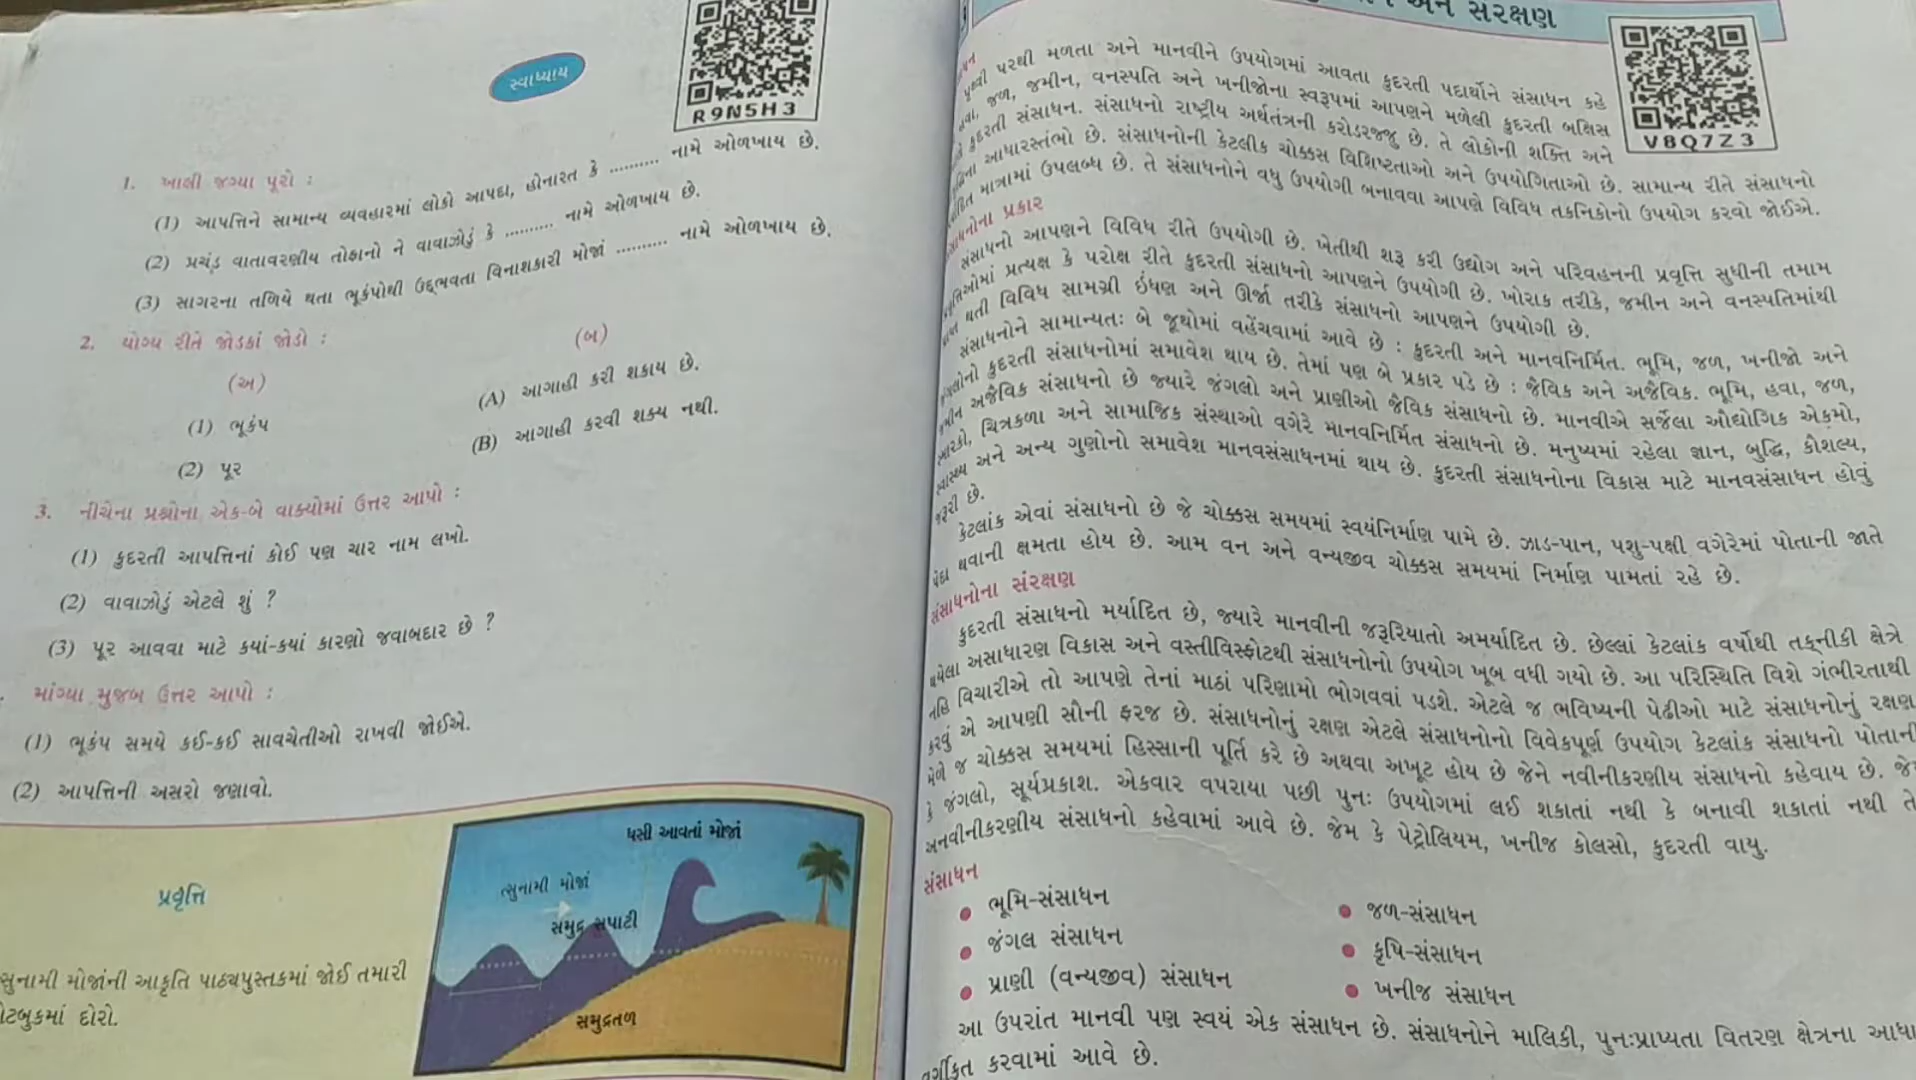 સ્વાધ્યાય
R9N5H3
1. ખાલી જગ્યા પૂરો :
(1) આપત્તિને સામાન્ય વ્યવહારમાં લોકો આપદા, હોનારત કે .......... નામે ઓળખાય છે.
(2) પ્રચંડ વાતાવરણીય તોફાનો ને વાવાઝોડું કે .......... નામે ઓળખાય છે.
(3) સાગરના તળિયે થતા ભૂકંપોથી ઉદ્ભવતા વિનાશકારી મોજાં .......... નામે ઓળખાય છે.
2. યોગ્ય રીતે જોડકાં જોડો :
(અ)
(બ)
(1) ભૂકંપ
(A) આગાહી કરી શકાય છે.
(2) પૂર
(B) આગાહી કરવી શક્ય નથી.
3. નીચેના પ્રશ્નોના એક-બે વાક્યોમાં ઉત્તર આપો :
(1) કુદરતી આપત્તિનાં કોઈ પણ ચાર નામ લખો.
(2) વાવાઝોડું એટલે શું ?
(3) પૂર આવવા માટે કયાં-કયાં કારણો જવાબદાર છે ?
માંગ્યા મુજબ ઉત્તર આપો :
(1) ભૂકંપ સમયે કઈ-કઈ સાવચેતીઓ રાખવી જોઈએ.
(2) આપત્તિની અસરો જણાવો.
પ્રવૃત્તિ
મોજાંની આકૃતિ પાઠ્યપુસ્તકમાં જોઈ તમારી
દોરો.
ધસી આવતાં મોજાં
ત્સુનામી મોજાં
સમુદ્ર સપાટી
સમુદ્રતળ
અને સંરક્ષણ
V8Q7Z3
પરથી મળતા અને માનવીને ઉપયોગમાં આવતા કુદરતી પદાર્થોને સંસાધન કહે
જળ, જમીન, વનસ્પતિ અને ખનીજોના સ્વરૂપમાં આપણને મળેલી કુદરતી બક્ષિસ
કુદરતી સંસાધન. સંસાધનો રાષ્ટ્રીય અર્થતંત્રની કરોડરજ્જુ છે. તે લોકોની શક્તિ અને
આધારસ્તંભો છે. સંસાધનોની કેટલીક ચોક્કસ વિશિષ્ટતાઓ અને ઉપયોગિતાઓ છે. સામાન્ય રીતે સંસાધનો
માત્રામાં ઉપલબ્ધ છે. તે સંસાધનોને વધુ ઉપયોગી બનાવવા આપણે વિવિધ તકનિકોનો ઉપયોગ કરવો જોઈએ.
પ્રકાર
સંસાધનો આપણને વિવિધ રીતે ઉપયોગી છે. ખેતીથી શરૂ કરી ઉદ્યોગ અને પરિવહનની પ્રવૃત્તિ સુધીની તમામ
પ્રત્યક્ષ કે પરોક્ષ રીતે કુદરતી સંસાધનો આપણને ઉપયોગી છે. ખોરાક તરીકે, જમીન અને વનસ્પતિમાંથી
થતી વિવિધ સામગ્રી ઇંધણ અને ઊર્જા તરીકે સંસાધનો આપણને ઉપયોગી છે.
સંસાધનોને સામાન્યતઃ બે જૂથોમાં વહેંચવામાં આવે છે : કુદરતી અને માનવનિર્મિત. ભૂમિ, જળ, ખનીજો અને
કુદરતી સંસાધનોમાં સમાવેશ થાય છે. તેમાં પણ બે પ્રકાર પડે છે : જૈવિક અને અજૈવિક. ભૂમિ, હવા, જળ,
અજૈવિક સંસાધનો છે જ્યારે જંગલો અને પ્રાણીઓ જૈવિક સંસાધનો છે. માનવીએ સર્જેલા ઔદ્યોગિક એકમો,
ચિત્રકળા અને સામાજિક સંસ્થાઓ વગેરે માનવનિર્મિત સંસાધનો છે. મનુષ્યમાં રહેલા જ્ઞાન, બુદ્ધિ, કૌશલ્ય,
અને અન્ય ગુણોનો સમાવેશ માનવસંસાધનમાં થાય છે. કુદરતી સંસાધનોના વિકાસ માટે માનવસંસાધન હોવું
જરૂરી છે.
કેટલાંક એવાં સંસાધનો છે જે ચોક્કસ સમયમાં સ્વયંનિર્માણ પામે છે. ઝાડ-પાન, પશુ-પક્ષી વગેરેમાં પોતાની જાતે
પેદા થવાની ક્ષમતા હોય છે. આમ વન અને વન્યજીવ ચોક્કસ સમયમાં નિર્માણ પામતાં રહે છે.
સંસાધનોના સંરક્ષણ
કુદરતી સંસાધનો મર્યાદિત છે, જ્યારે માનવીની જરૂરિયાતો અમર્યાદિત છે. છેલ્લાં કેટલાંક વર્ષોથી તક્નીકી ક્ષેત્રે
થયેલા અસાધારણ વિકાસ અને વસ્તીવિસ્ફોટથી સંસાધનોનો ઉપયોગ ખૂબ વધી ગયો છે. આ પરિસ્થિતિ વિશે ગંભીરતાથી
નહિ વિચારીએ તો આપણે તેનાં માઠાં પરિણામો ભોગવવાં પડશે. એટલે જ ભવિષ્યની પેઢીઓ માટે સંસાધનોનું રક્ષણ
કરવું એ આપણી સૌની ફરજ છે. સંસાધનોનું રક્ષણ એટલે સંસાધનોનો વિવેકપૂર્ણ ઉપયોગ કેટલાંક સંસાધનો પોતાની
મેળે જ ચોક્કસ સમયમાં હિસ્સાની પૂર્તિ કરે છે અથવા અખૂટ હોય છે જેને નવીનીકરણીય સંસાધનો કહેવાય છે. જેમ
કે જંગલો, સૂર્યપ્રકાશ. એકવાર વપરાયા પછી પુનઃ ઉપયોગમાં લઈ શકાતાં નથી કે બનાવી શકાતાં નથી તે
અનવીનીકરણીય સંસાધનો કહેવામાં આવે છે. જેમ કે પેટ્રોલિયમ, ખનીજ કોલસો, કુદરતી વાયુ.
સંસાધન
● ભૂમિ-સંસાધન
● જળ-સંસાધન
● જંગલ સંસાધન
● કૃષિ-સંસાધન
● પ્રાણી (વન્યજીવ) સંસાધન
● ખનીજ સંસાધન
આ ઉપરાંત માનવી પણ સ્વયં એક સંસાધન છે. સંસાધનોને માલિકી, પુનઃપ્રાપ્યતા વિતરણ ક્ષેત્રના
વર્ગીકૃત કરવામાં આવે છે.